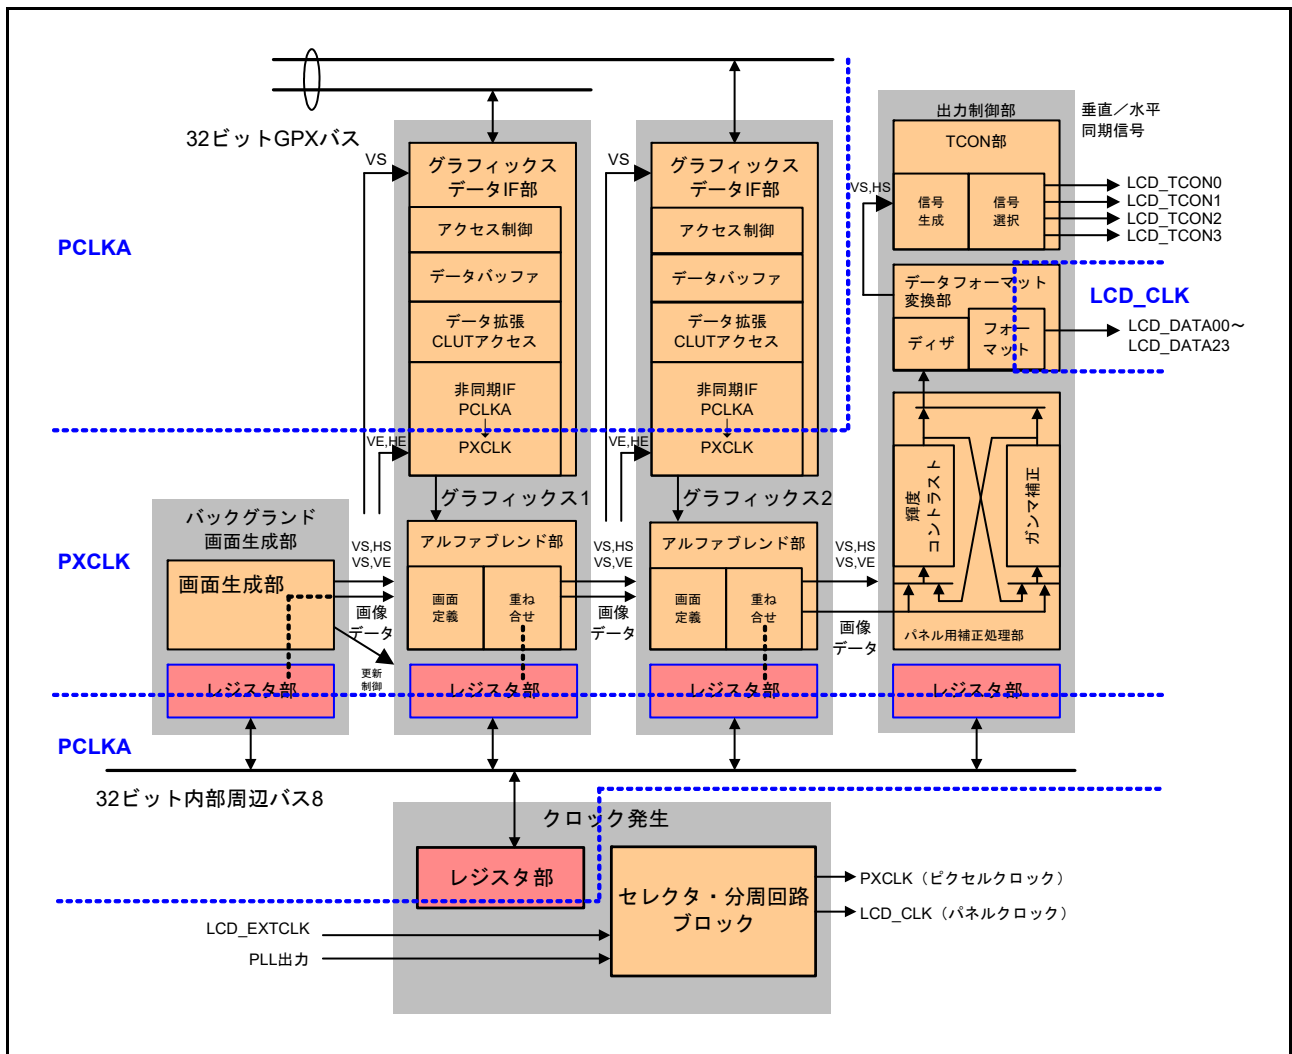 32ビットGPXバス
PCLKA
VS
グラフィックス
データIF部
アクセス制御
データバッファ
データ拡張
CLUTアクセス
非同期IF
PCLKA
PXCLK
VE,HE
グラフィックス1
VS
グラフィックス
データIF部
アクセス制御
データバッファ
データ拡張
CLUTアクセス
非同期IF
PCLKA
PXCLK
VE,HE
グラフィックス2
出力制御部
垂直／水平
同期信号
TCON部
VS,HS
信号
生成
信号
選択
LCD_TCON0
LCD_TCON1
LCD_TCON2
LCD_TCON3
データフォーマット
変換部
ディザ
フォー
マット
LCD_CLK
LCD_DATA00～
LCD_DATA23
輝度
コントラスト
ガンマ補正
パネル用補正処理部
レジスタ部
PXCLK
バックグランド
画面生成部
画面生成部
レジスタ部
VS,HS
VS,VE
画像
データ
更新
制御
アルファブレンド部
画面
定義
重ね
合せ
レジスタ部
VS,HS
VS,VE
画像
データ
アルファブレンド部
画面
定義
重ね
合せ
レジスタ部
VS,HS
VS,VE
画像
データ
PCLKA
32ビット内部周辺バス8
クロック発生
レジスタ部
セレクタ・分周回路
ブロック
LCD_EXTCLK
PLL出力
PXCLK（ピクセルクロック）
LCD_CLK（パネルクロック）